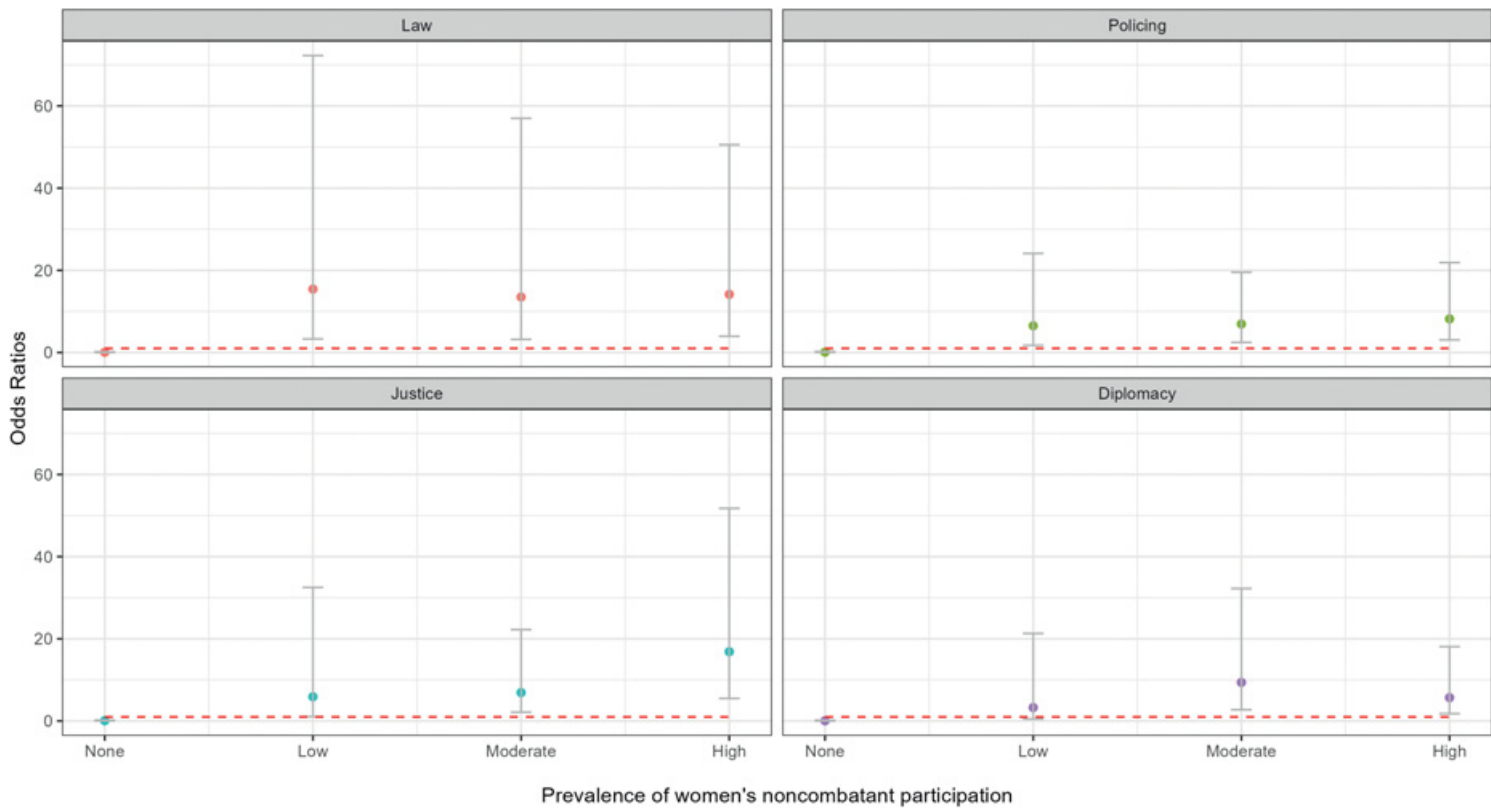 Law
Policing
60
40
20
0
Justice
Diplomacy
60
40
20
0
Odds Ratios
None Low Moderate High None Low Moderate High
Prevalence of women's noncombatant participation